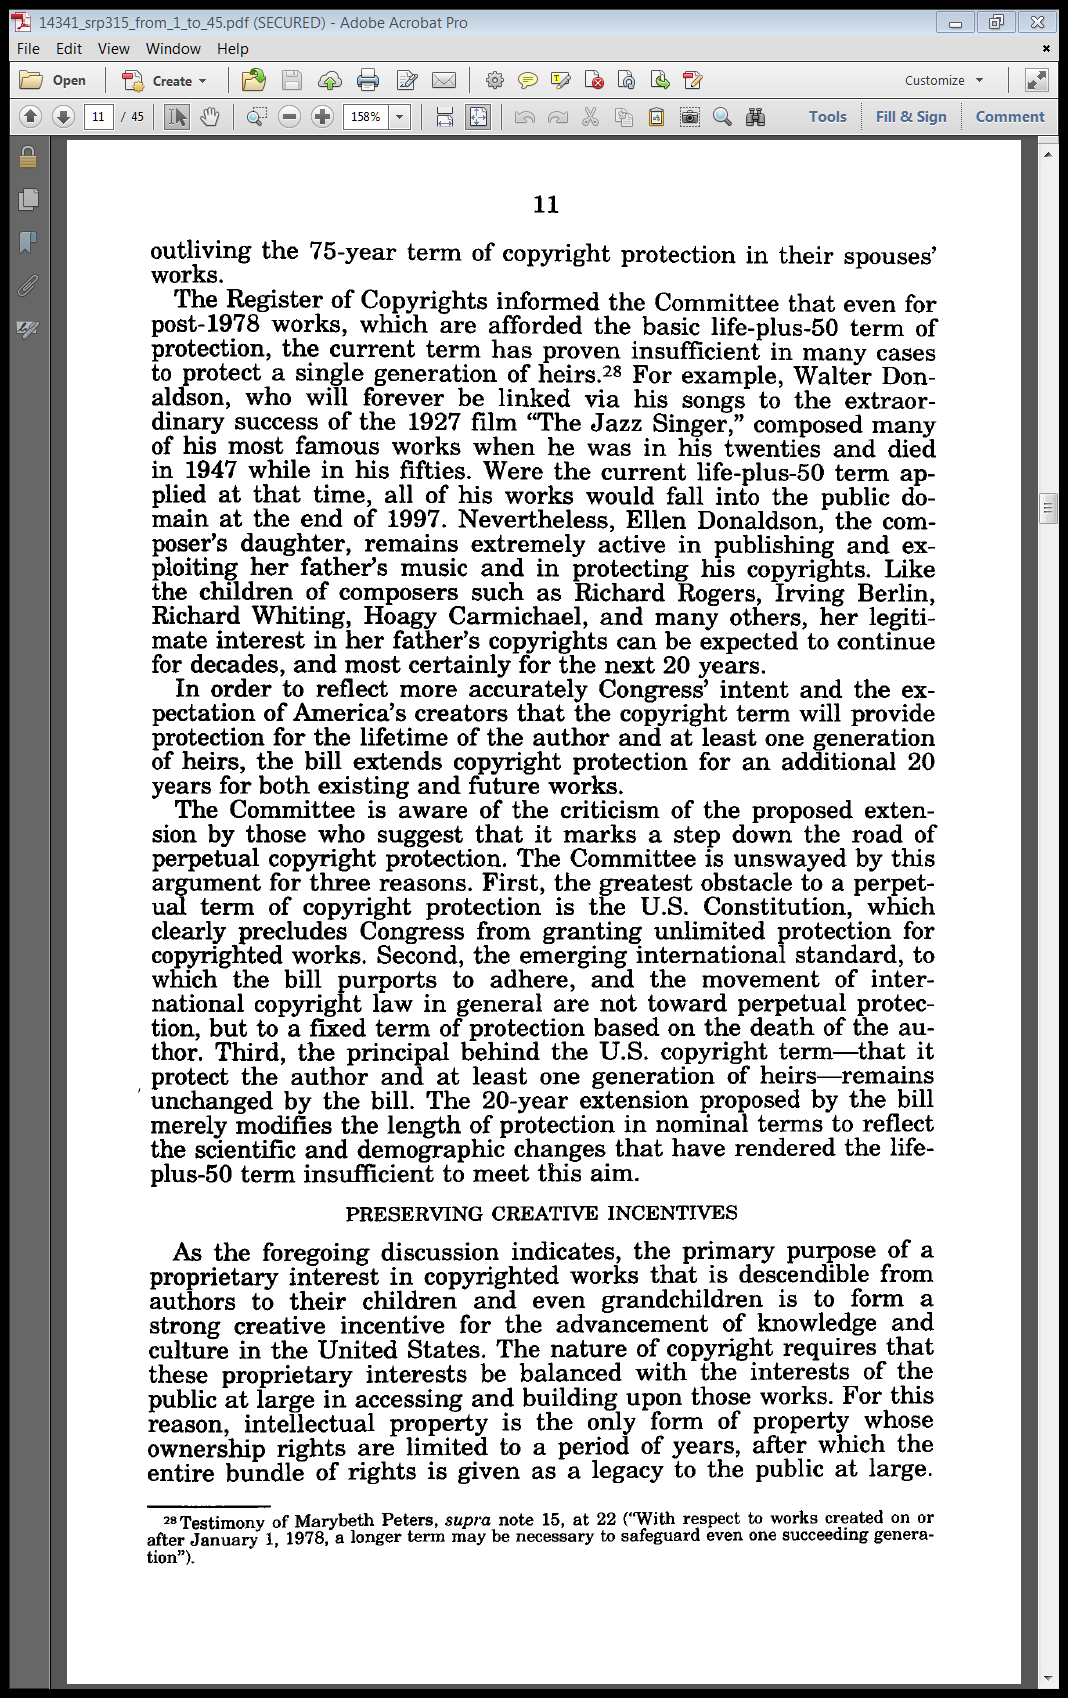 14341_srp315_from_1_to_45.pdf (SECURED) - Adobe Acrobat Pro
File Edit View Window Help
Open Create Customize
11 / 45 158% Tools Fill & Sign Comment
11
outliving the 75-year term of copyright protection in their spouses'
works.
The Register of Copyrights informed the Committee that even for
post-1978 works, which are afforded the basic life-plus-50 term of
protection, the current term has proven insufficient in many cases
to protect a single generation of heirs.28 For example, Walter Don-
aldson, who will forever be linked via his songs to the extraor-
dinary success of the 1927 film “The Jazz Singer,” composed many
of his most famous works when he was in his twenties and died
in 1947 while in his fifties. Were the current life-plus-50 term ap-
plied at that time, all of his works would fall into the public do-
main at the end of 1997. Nevertheless, Ellen Donaldson, the com-
poser's daughter, remains extremely active in publishing and ex-
ploiting her father's music and in protecting his copyrights. Like
the children of composers such as Richard Rogers, Irving Berlin,
Richard Whiting, Hoagy Carmichael, and many others, her legiti-
mate interest in her father's copyrights can be expected to continue
for decades, and most certainly for the next 20 years.
In order to reflect more accurately Congress' intent and the ex-
pectation of America's creators that the copyright term will provide
protection for the lifetime of the author and at least one generation
of heirs, the bill extends copyright protection for an additional 20
years for both existing and future works.
The Committee is aware of the criticism of the proposed exten-
sion by those who suggest that it marks a step down the road of
perpetual copyright protection. The Committee is unswayed by this
argument for three reasons. First, the greatest obstacle to a perpet-
ual term of copyright protection is the U.S. Constitution, which
clearly precludes Congress from granting unlimited protection for
copyrighted works. Second, the emerging international standard, to
which the bill purports to adhere, and the movement of inter-
national copyright law in general are not toward perpetual protec-
tion, but to a fixed term of protection based on the death of the au-
thor. Third, the principal behind the U.S. copyright term—that it
protect the author and at least one generation of heirs—remains
unchanged by the bill. The 20-year extension proposed by the bill
merely modifies the length of protection in nominal terms to reflect
the scientific and demographic changes that have rendered the life-
plus-50 term insufficient to meet this aim.
PRESERVING CREATIVE INCENTIVES
As the foregoing discussion indicates, the primary purpose of a
proprietary interest in copyrighted works that is descendible from
authors to their children and even grandchildren is to form a
strong creative incentive for the advancement of knowledge and
culture in the United States. The nature of copyright requires that
these proprietary interests be balanced with the interests of the
public at large in accessing and building upon those works. For this
reason, intellectual property is the only form of property whose
ownership rights are limited to a period of years, after which the
entire bundle of rights is given as a legacy to the public at large.
28 Testimony of Marybeth Peters, supra note 15, at 22 (“With respect to works created on or
after January 1, 1978, a longer term may be necessary to safeguard even one succeeding genera-
tion”).